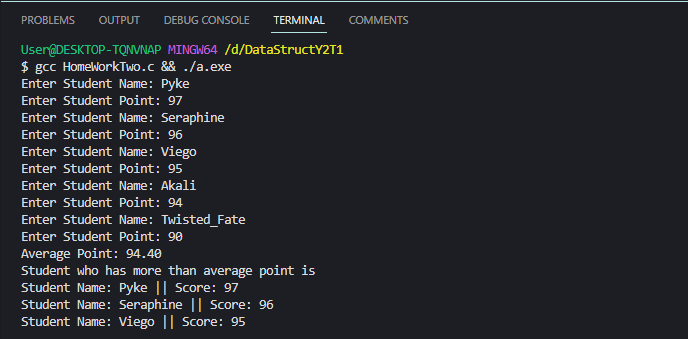 PROBLEMS OUTPUT DEBUG CONSOLE TERMINAL COMMENTS
User@DESKTOP-TQNVNAP MINGW64 /d/DataStructY2T1
$ gcc HomeWorkTwo.c && ./a.exe
Enter Student Name: Pyke
Enter Student Point: 97
Enter Student Name: Seraphine
Enter Student Point: 96
Enter Student Name: Viego
Enter Student Point: 95
Enter Student Name: Akali
Enter Student Point: 94
Enter Student Name: Twisted_Fate
Enter Student Point: 90
Average Point: 94.40
Student who has more than average point is
Student Name: Pyke || Score: 97
Student Name: Seraphine || Score: 96
Student Name: Viego || Score: 95